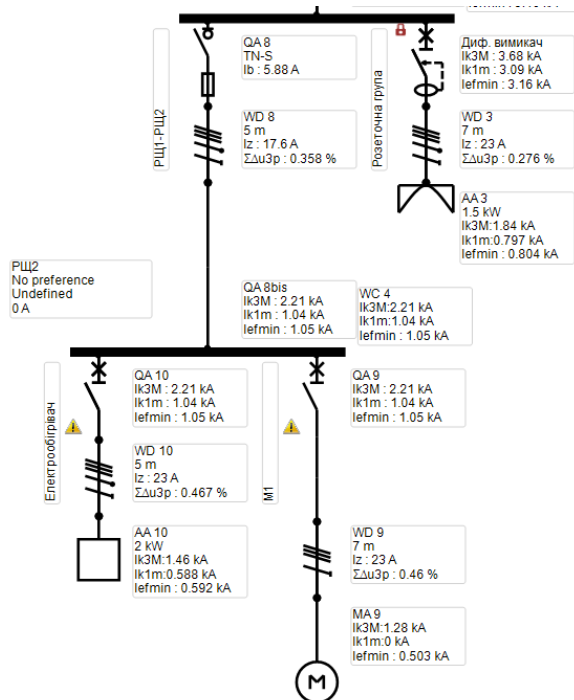 QA 8
TN-S
Ib : 5.88 A
РЩ1-РЩ2
WD 8
5 m
Iz : 17.6 A
ΣΔu3p : 0.358 %
Розеточна група
Диф. вимикач
Ik3M : 3.68 kA
Ik1m : 3.09 kA
Iefmin : 3.16 kA
WD 3
7 m
Iz : 23 A
ΣΔu3p : 0.276 %
AA 3
1.5 kW
Ik3M:1.84 kA
Ik1m:0.797 kA
Iefmin : 0.804 kA
РЩ2
No preference
Undefined
0 A
QA 8bis
Ik3M : 2.21 kA
Ik1m : 1.04 kA
Iefmin : 1.05 kA
WC 4
Ik3M:2.21 kA
Ik1m:1.04 kA
Iefmin : 1.05 kA
Електрообігрівач
QA 10
Ik3M : 2.21 kA
Ik1m : 1.04 kA
Iefmin : 1.05 kA
WD 10
5 m
Iz : 23 A
ΣΔu3p : 0.467 %
AA 10
2 kW
Ik3M:1.46 kA
Ik1m:0.588 kA
Iefmin : 0.592 kA
М1
QA 9
Ik3M : 2.21 kA
Ik1m : 1.04 kA
Iefmin : 1.05 kA
WD 9
7 m
Iz : 23 A
ΣΔu3p : 0.46 %
MA 9
Ik3M:1.28 kA
Ik1m:0 kA
Iefmin : 0.503 kA
M